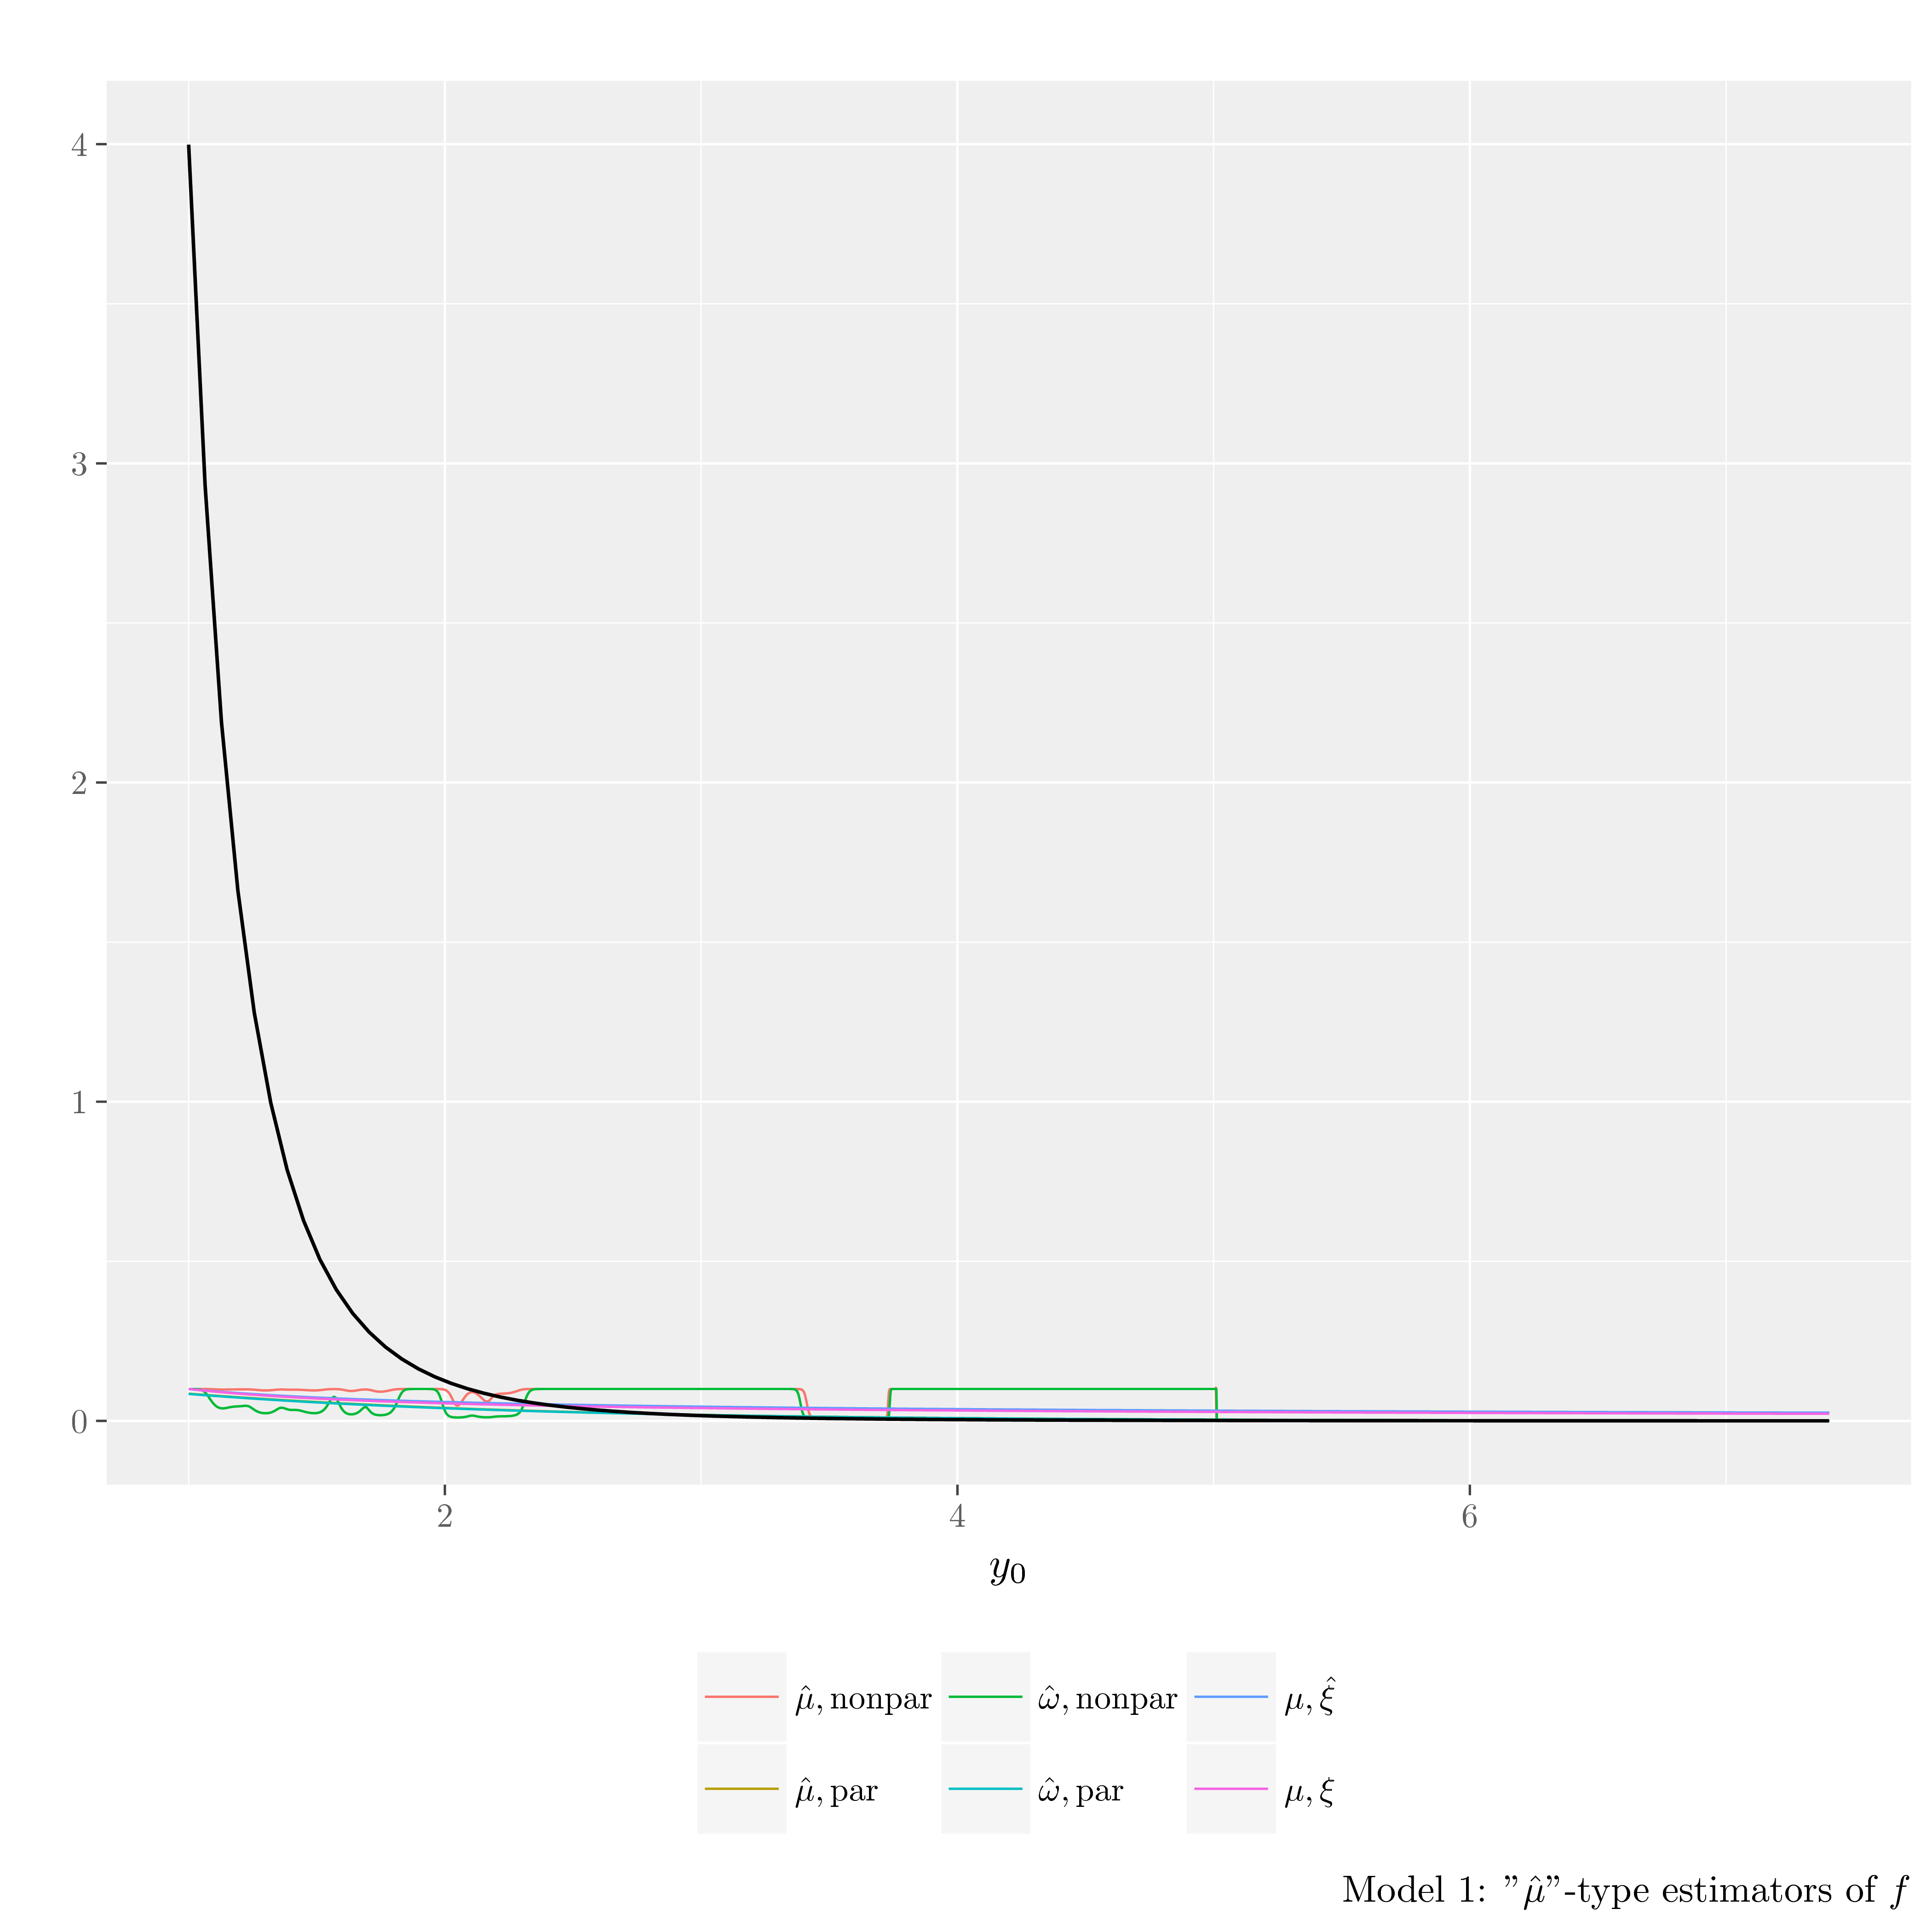 4
3
2
1
0
2 4 6
y₀
μ̂, nonpar ω̂, nonpar μ, ξ̂
μ̂, par ω̂, par μ, ξ
Model 1: ”μ̂”-type estimators of f